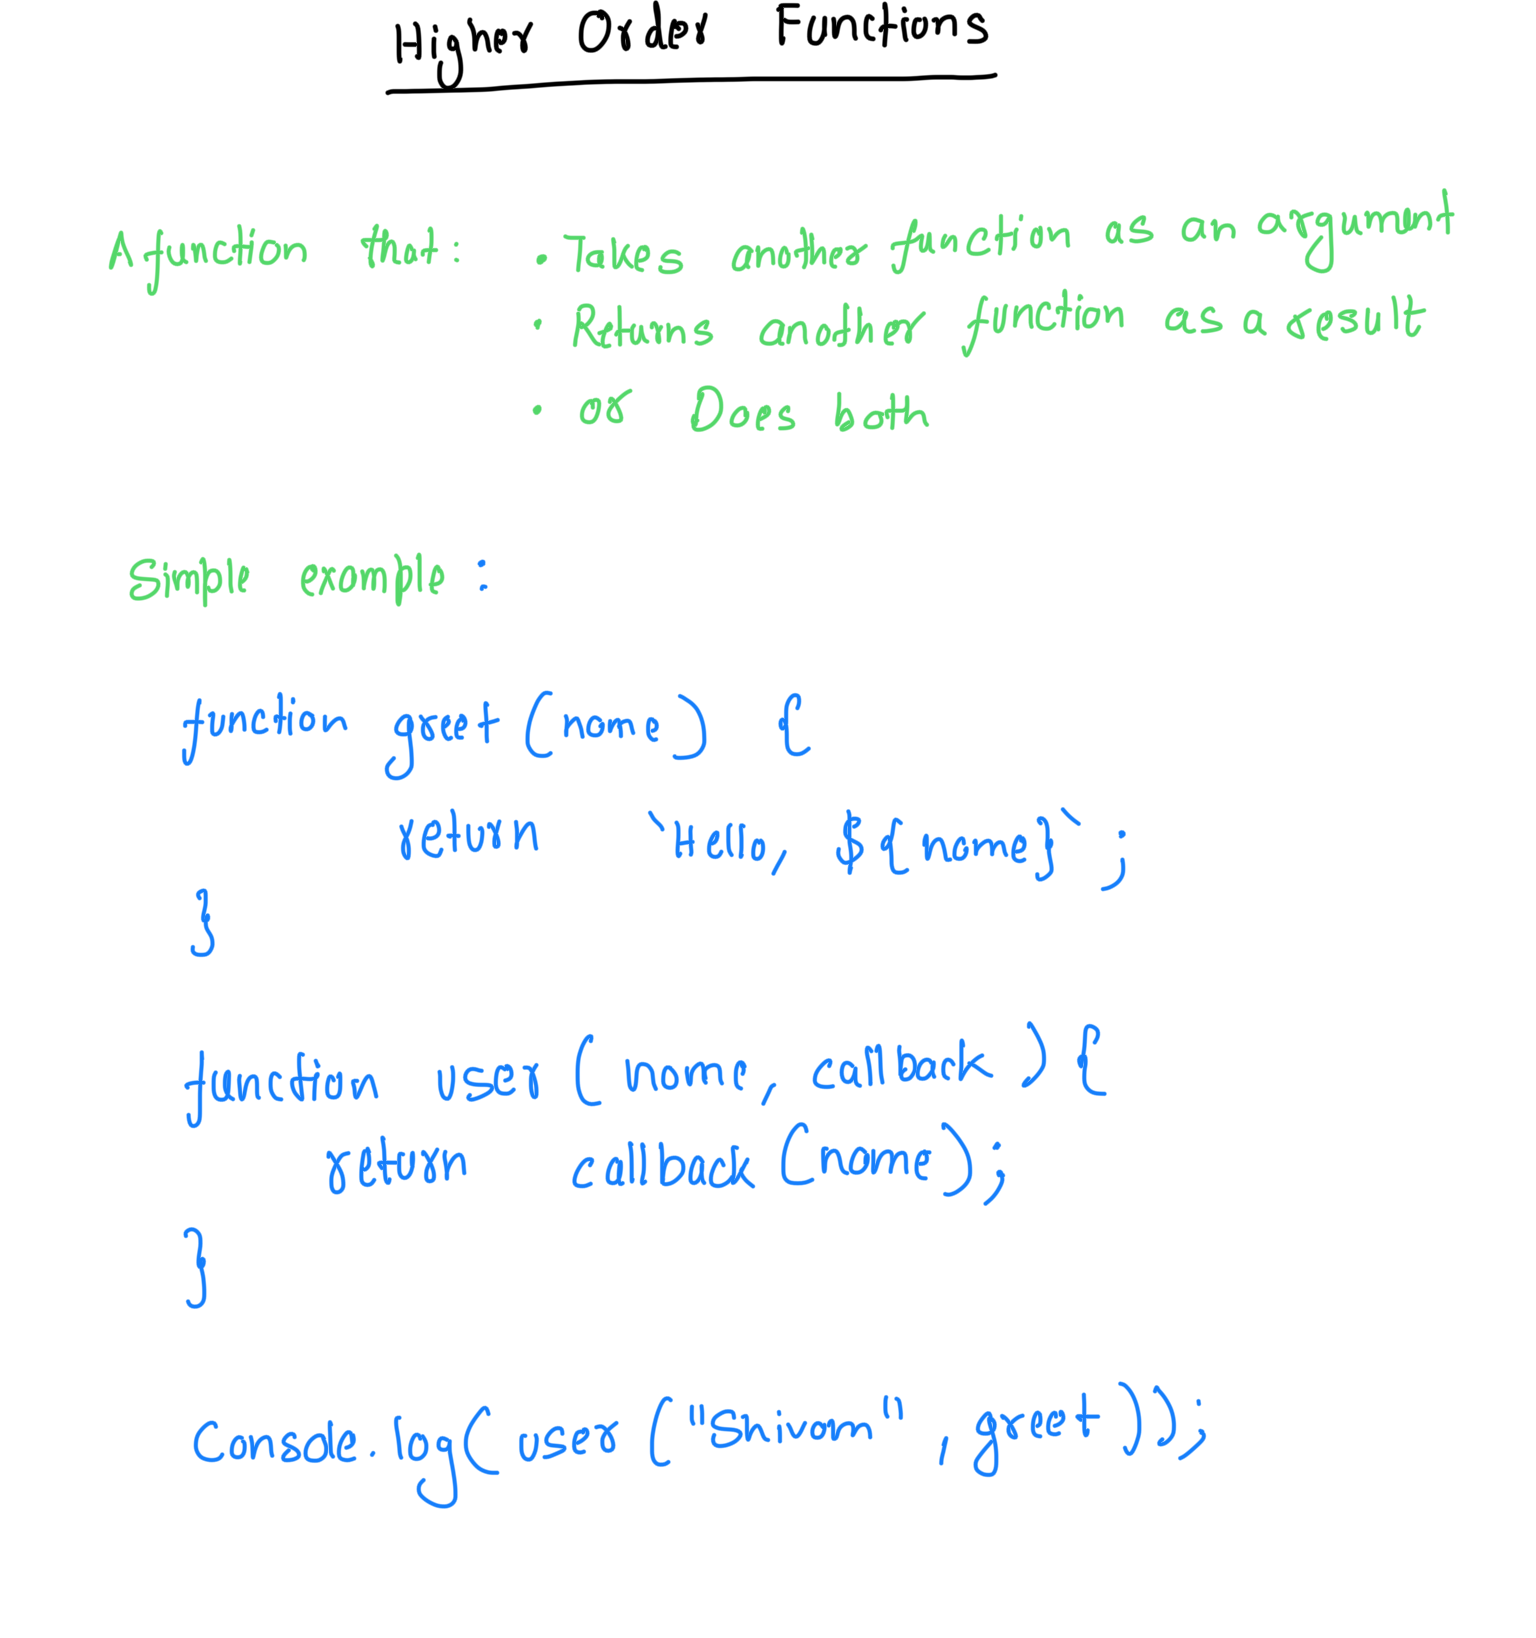 Higher Order Functions
A function that: • Takes another function as an argument
• Returns another function as a result
• or Does both
Simple example :
function greet (name) {
return `Hello, ${name}` ;
}
function user ( name, callback ) {
return callback (name);
}
Console.log( user ("Shivam" , greet ));